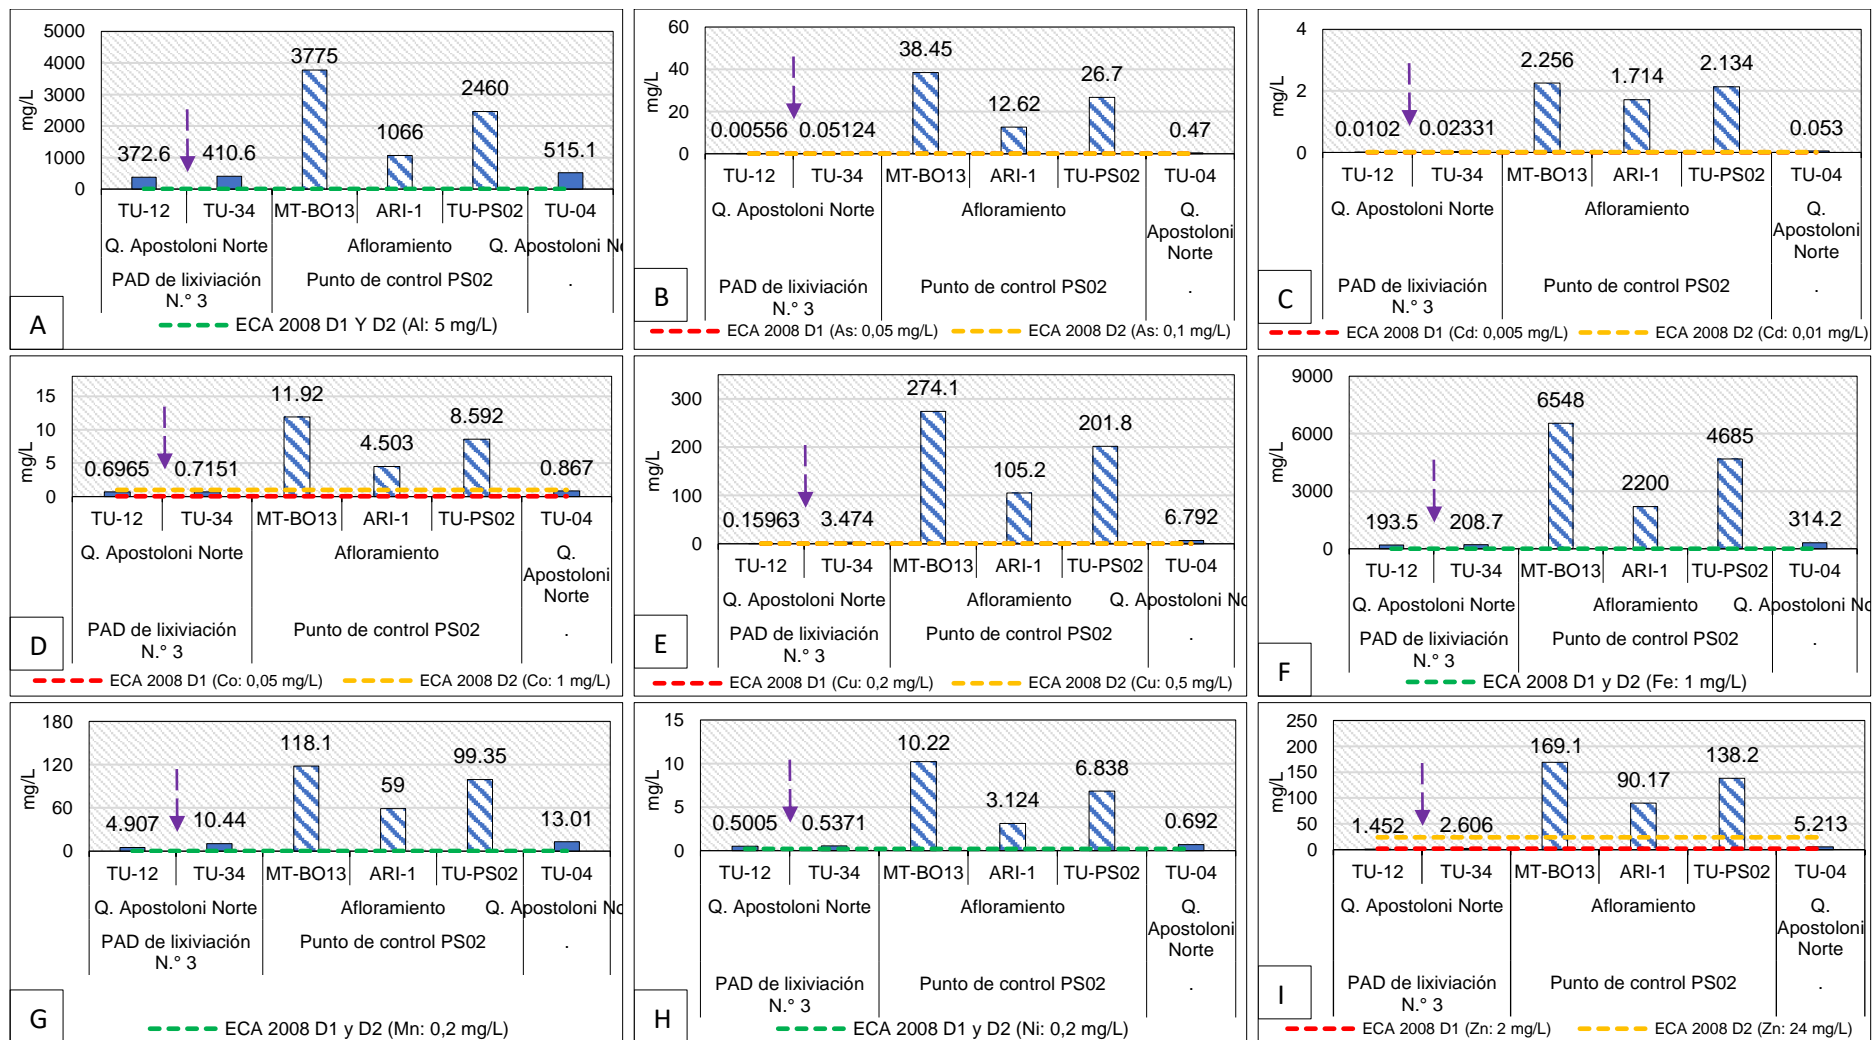 5000
4000
3000
2000
1000
0
mg/L
372.6
410.6
3775
1066
2460
515.1
TU-12
TU-34
MT-BO13
ARI-1
TU-PS02
TU-04
Q. Apostoloni Norte
Afloramiento
Q. Apostoloni No
PAD de lixiviación
N.° 3
Punto de control PS02
.
A
ECA 2008 D1 Y D2 (Al: 5 mg/L)
60
40
20
0
mg/L
0.00556
0.05124
38.45
12.62
26.7
0.47
TU-12
TU-34
MT-BO13
ARI-1
TU-PS02
TU-04
Q. Apostoloni Norte
Afloramiento
Q.
Apostoloni
Norte
PAD de lixiviación
N.° 3
Punto de control PS02
.
B
ECA 2008 D1 (As: 0,05 mg/L)
ECA 2008 D2 (As: 0,1 mg/L)
4
2
0
mg/L
0.0102
0.02331
2.256
1.714
2.134
0.053
TU-12
TU-34
MT-BO13
ARI-1
TU-PS02
TU-04
Q. Apostoloni Norte
Afloramiento
Q.
Apostoloni
Norte
PAD de lixiviación
N.° 3
Punto de control PS02
.
C
ECA 2008 D1 (Cd: 0,005 mg/L)
ECA 2008 D2 (Cd: 0,01 mg/L)
15
10
5
0
mg/L
0.6965
0.7151
11.92
4.503
8.592
0.867
TU-12
TU-34
MT-BO13
ARI-1
TU-PS02
TU-04
Q. Apostoloni Norte
Afloramiento
Q.
Apostoloni
Norte
PAD de lixiviación
N.° 3
Punto de control PS02
.
D
ECA 2008 D1 (Co: 0,05 mg/L)
ECA 2008 D2 (Co: 1 mg/L)
300
200
100
0
mg/L
0.15963
3.474
274.1
105.2
201.8
6.792
TU-12
TU-34
MT-BO13
ARI-1
TU-PS02
TU-04
Q. Apostoloni Norte
Afloramiento
Q. Apostoloni No
PAD de lixiviación
N.° 3
Punto de control PS02
.
E
ECA 2008 D1 (Cu: 0,2 mg/L)
ECA 2008 D2 (Cu: 0,5 mg/L)
9000
6000
3000
0
mg/L
193.5
208.7
6548
2200
4685
314.2
TU-12
TU-34
MT-BO13
ARI-1
TU-PS02
TU-04
Q. Apostoloni Norte
Afloramiento
Q. Apostoloni No
PAD de lixiviación
N.° 3
Punto de control PS02
.
F
ECA 2008 D1 y D2 (Fe: 1 mg/L)
180
120
60
0
mg/L
4.907
10.44
118.1
59
99.35
13.01
TU-12
TU-34
MT-BO13
ARI-1
TU-PS02
TU-04
Q. Apostoloni Norte
Afloramiento
Q. Apostoloni No
PAD de lixiviación
N.° 3
Punto de control PS02
.
G
ECA 2008 D1 y D2 (Mn: 0,2 mg/L)
15
10
5
0
mg/L
0.5005
0.5371
10.22
3.124
6.838
0.692
TU-12
TU-34
MT-BO13
ARI-1
TU-PS02
TU-04
Q. Apostoloni Norte
Afloramiento
Q.
Apostoloni
Norte
PAD de lixiviación
N.° 3
Punto de control PS02
.
H
ECA 2008 D1 y D2 (Ni: 0,2 mg/L)
250
200
150
100
50
0
mg/L
1.452
2.606
169.1
90.17
138.2
5.213
TU-12
TU-34
MT-BO13
ARI-1
TU-PS02
TU-04
Q. Apostoloni Norte
Afloramiento
Q.
Apostoloni
Norte
PAD de lixiviación
N.° 3
Punto de control PS02
.
I
ECA 2008 D1 (Zn: 2 mg/L)
ECA 2008 D2 (Zn: 24 mg/L)